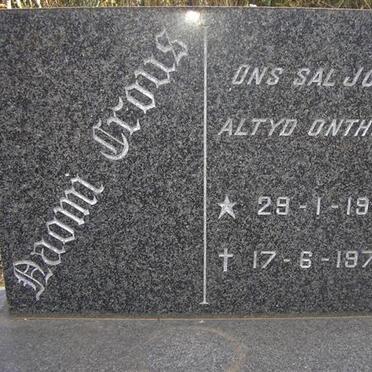 Naomi Crous
ONS SAL JO
ALTYD ONTH
★ 29-1-19
✝ 17-6-197